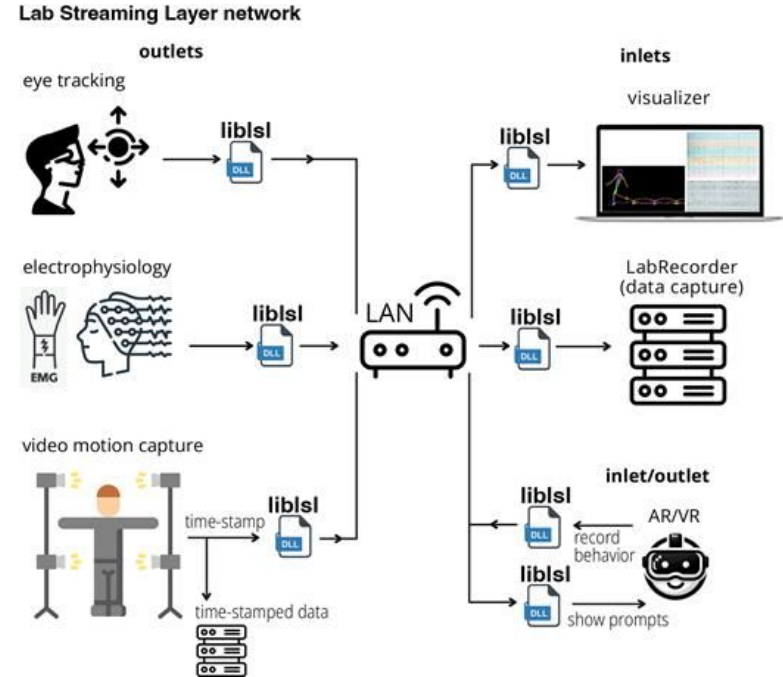 Lab Streaming Layer network
outlets
eye tracking
liblsl
DLL
electrophysiology
EMG
liblsl
DLL
video motion capture
time-stamp
liblsl
DLL
time-stamped data
LAN
inlets
visualizer
liblsl
DLL
LabRecorder
(data capture)
liblsl
DLL
inlet/outlet
AR/VR
liblsl
DLL
record
behavior
liblsl
DLL
show prompts